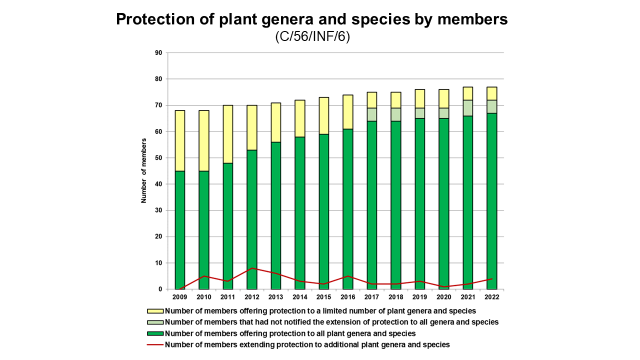 Protection of plant genera and species by members
(C/56/INF/6)
90
80
70
60
50
40
30
20
10
0
Number of members
2009 2010 2011 2012 2013 2014 2015 2016 2017 2018 2019 2020 2021 2022
Number of members offering protection to a limited number of plant genera and species
Number of members that had not notified the extension of protection to all genera and species
Number of members offering protection to all plant genera and species
Number of members extending protection to additional plant genera and species